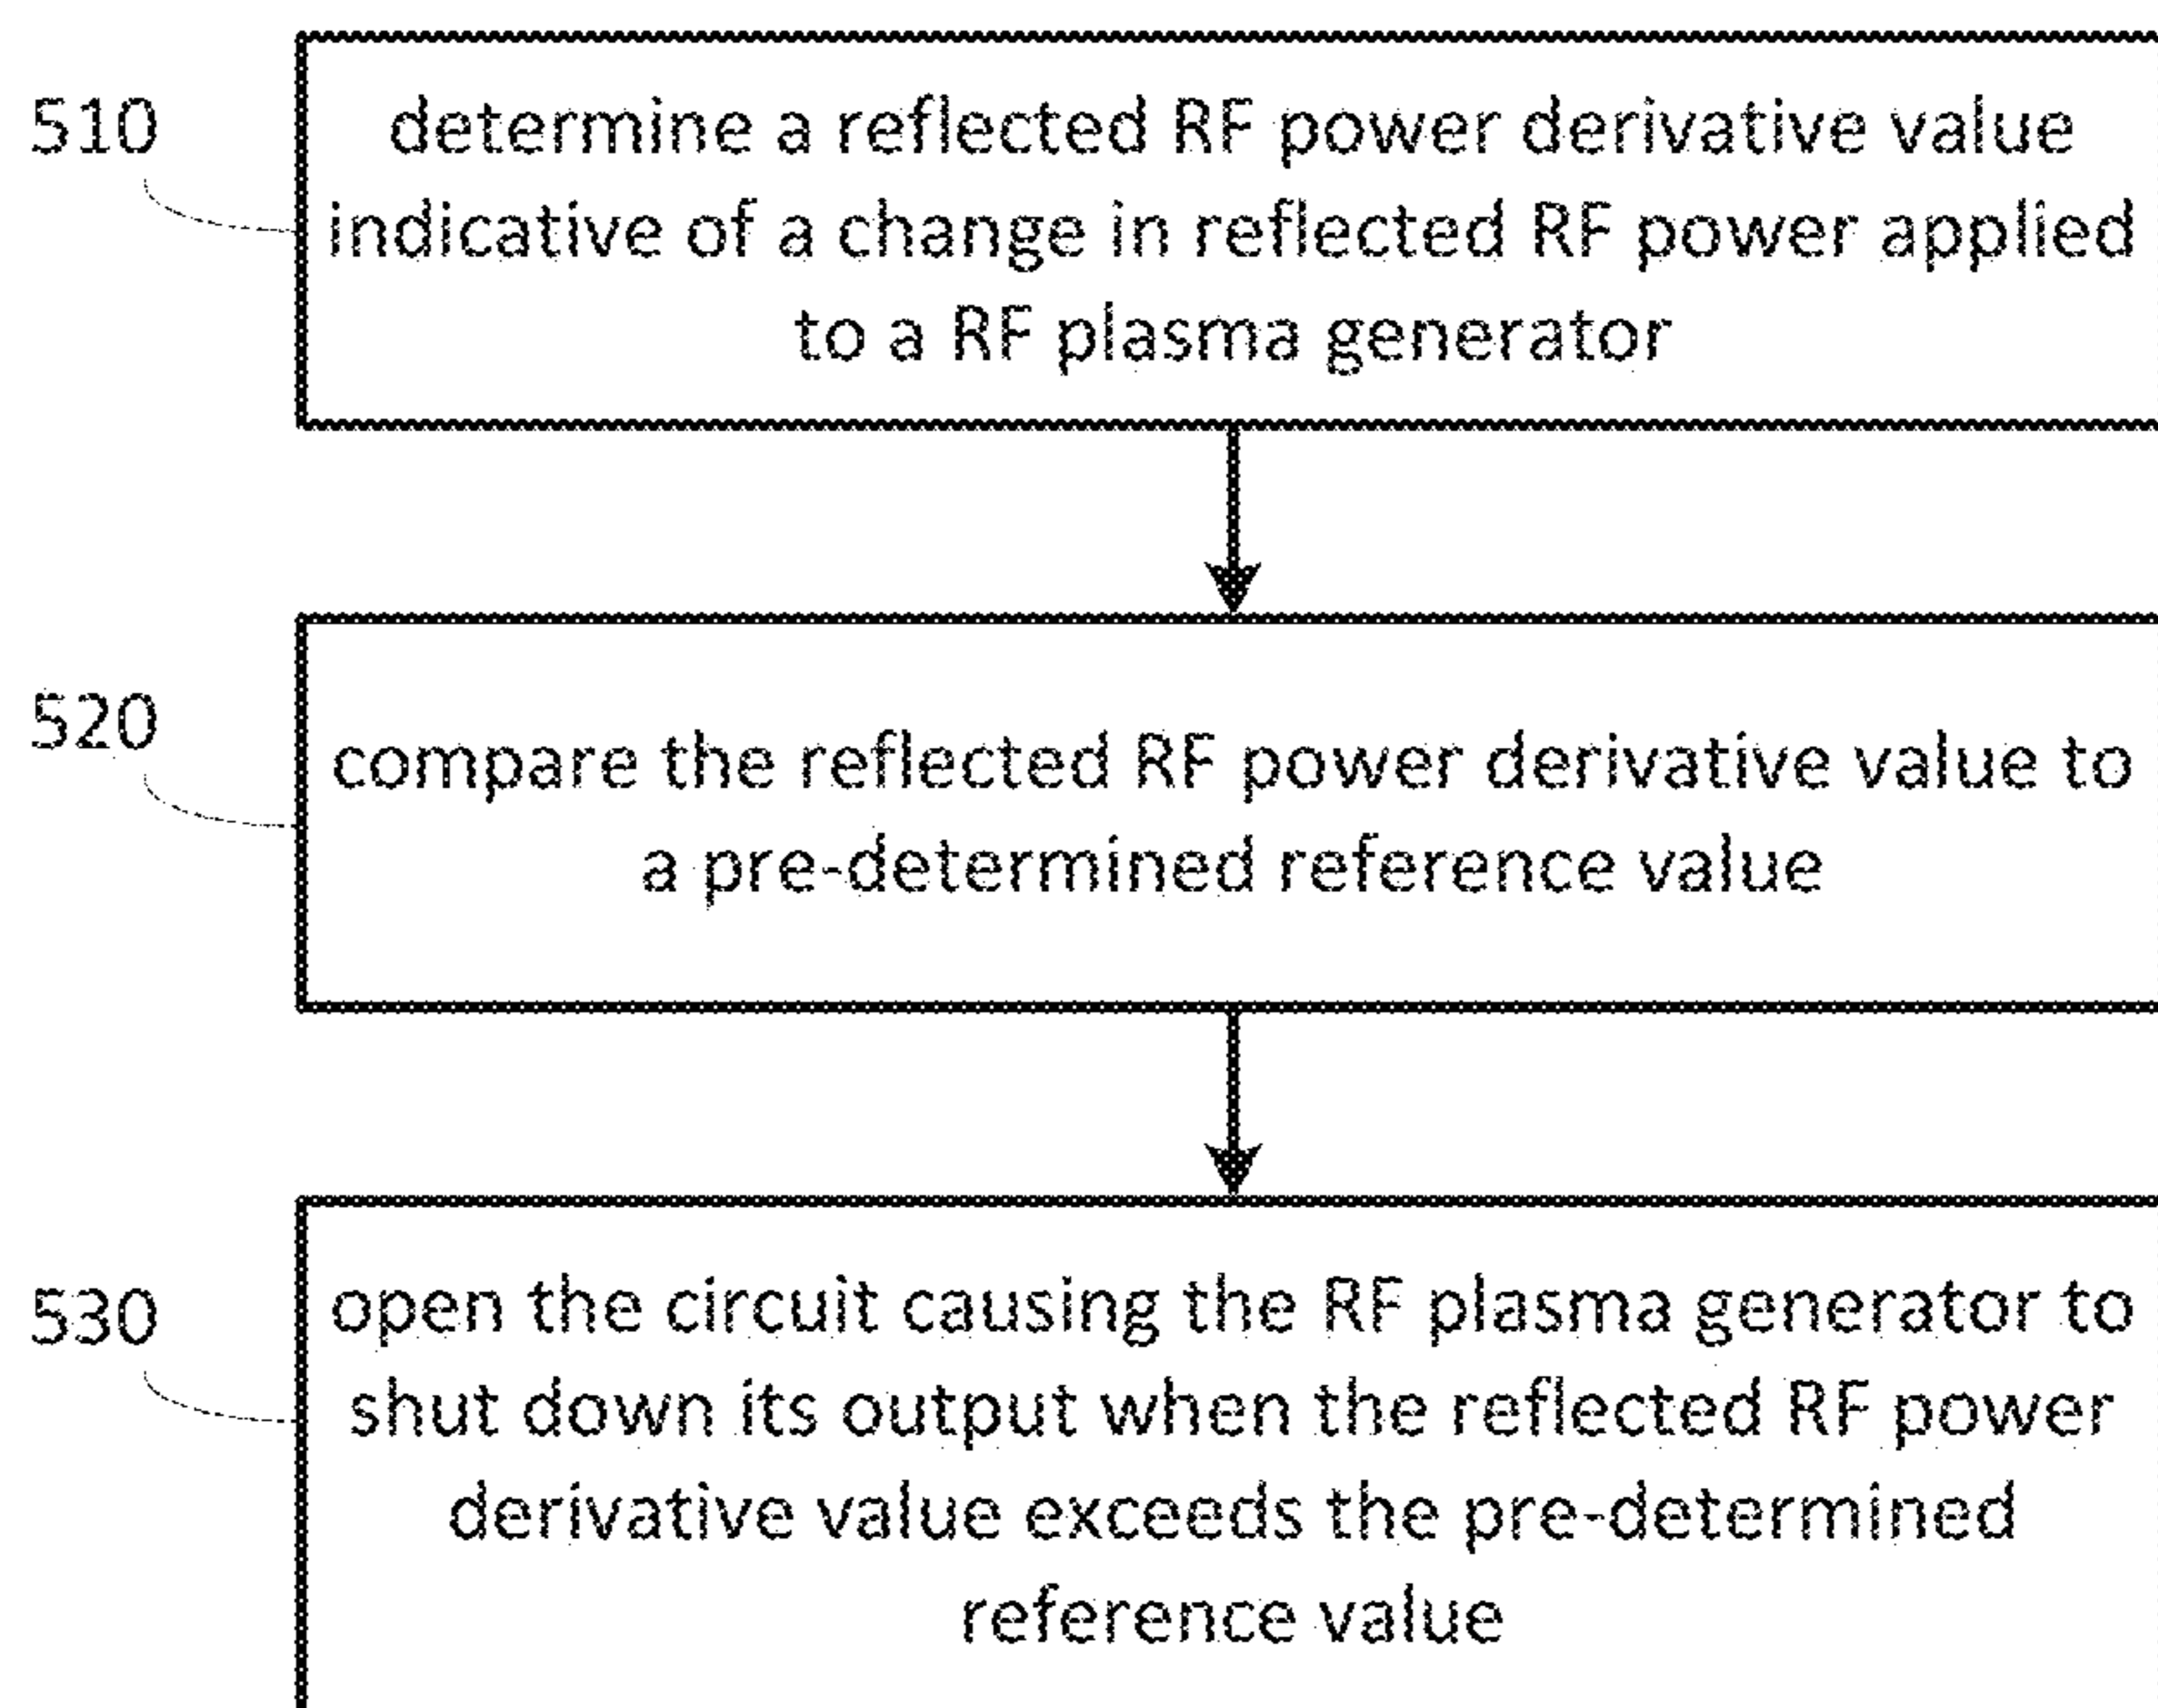 510
determine a reflected RF power derivative value
indicative of a change in reflected RF power applied
to a RF plasma generator
520
compare the reflected RF power derivative value to
a pre-determined reference value
530
open the circuit causing the RF plasma generator to
shut down its output when the reflected RF power
derivative value exceeds the pre-determined
reference value